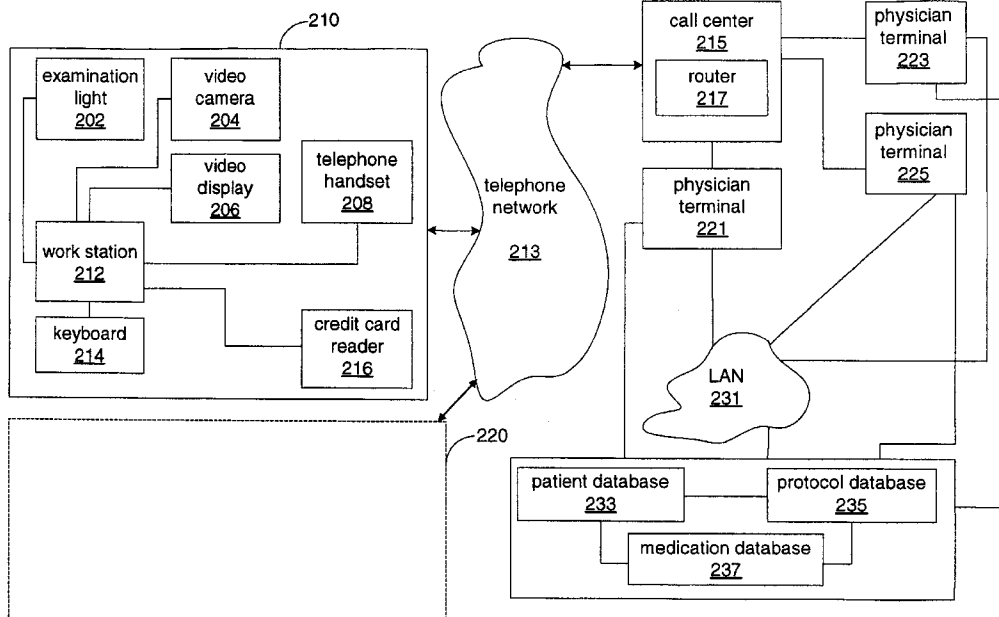 210
examination
light
202
video
camera
204
video
display
206
telephone
handset
208
work station
212
keyboard
214
credit card
reader
216
telephone
network
213
220
call center
215
router
217
physician
terminal
223
physician
terminal
225
physician
terminal
221
LAN
231
patient database
233
protocol database
235
medication database
237